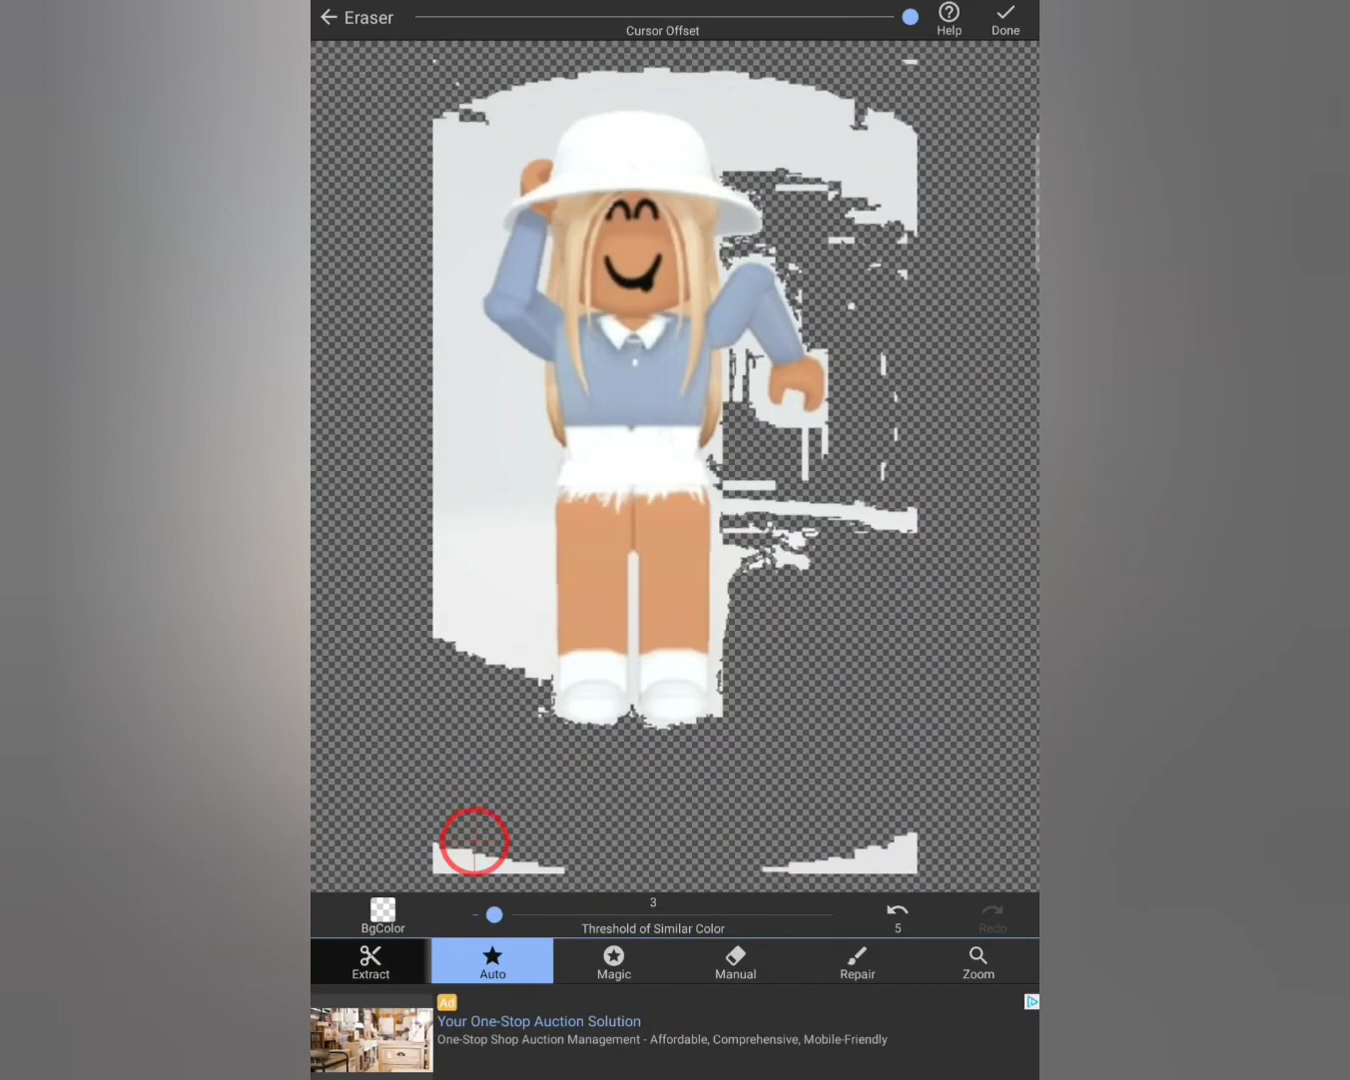 Eraser
Cursor Offset
Help
Done
3
BgColor
Threshold of Similar Color
5
Redo
Extract
Auto
Magic
Manual
Repair
Zoom
Ad
Your One-Stop Auction Solution
One-Stop Shop Auction Management - Affordable, Comprehensive, Mobile-Friendly